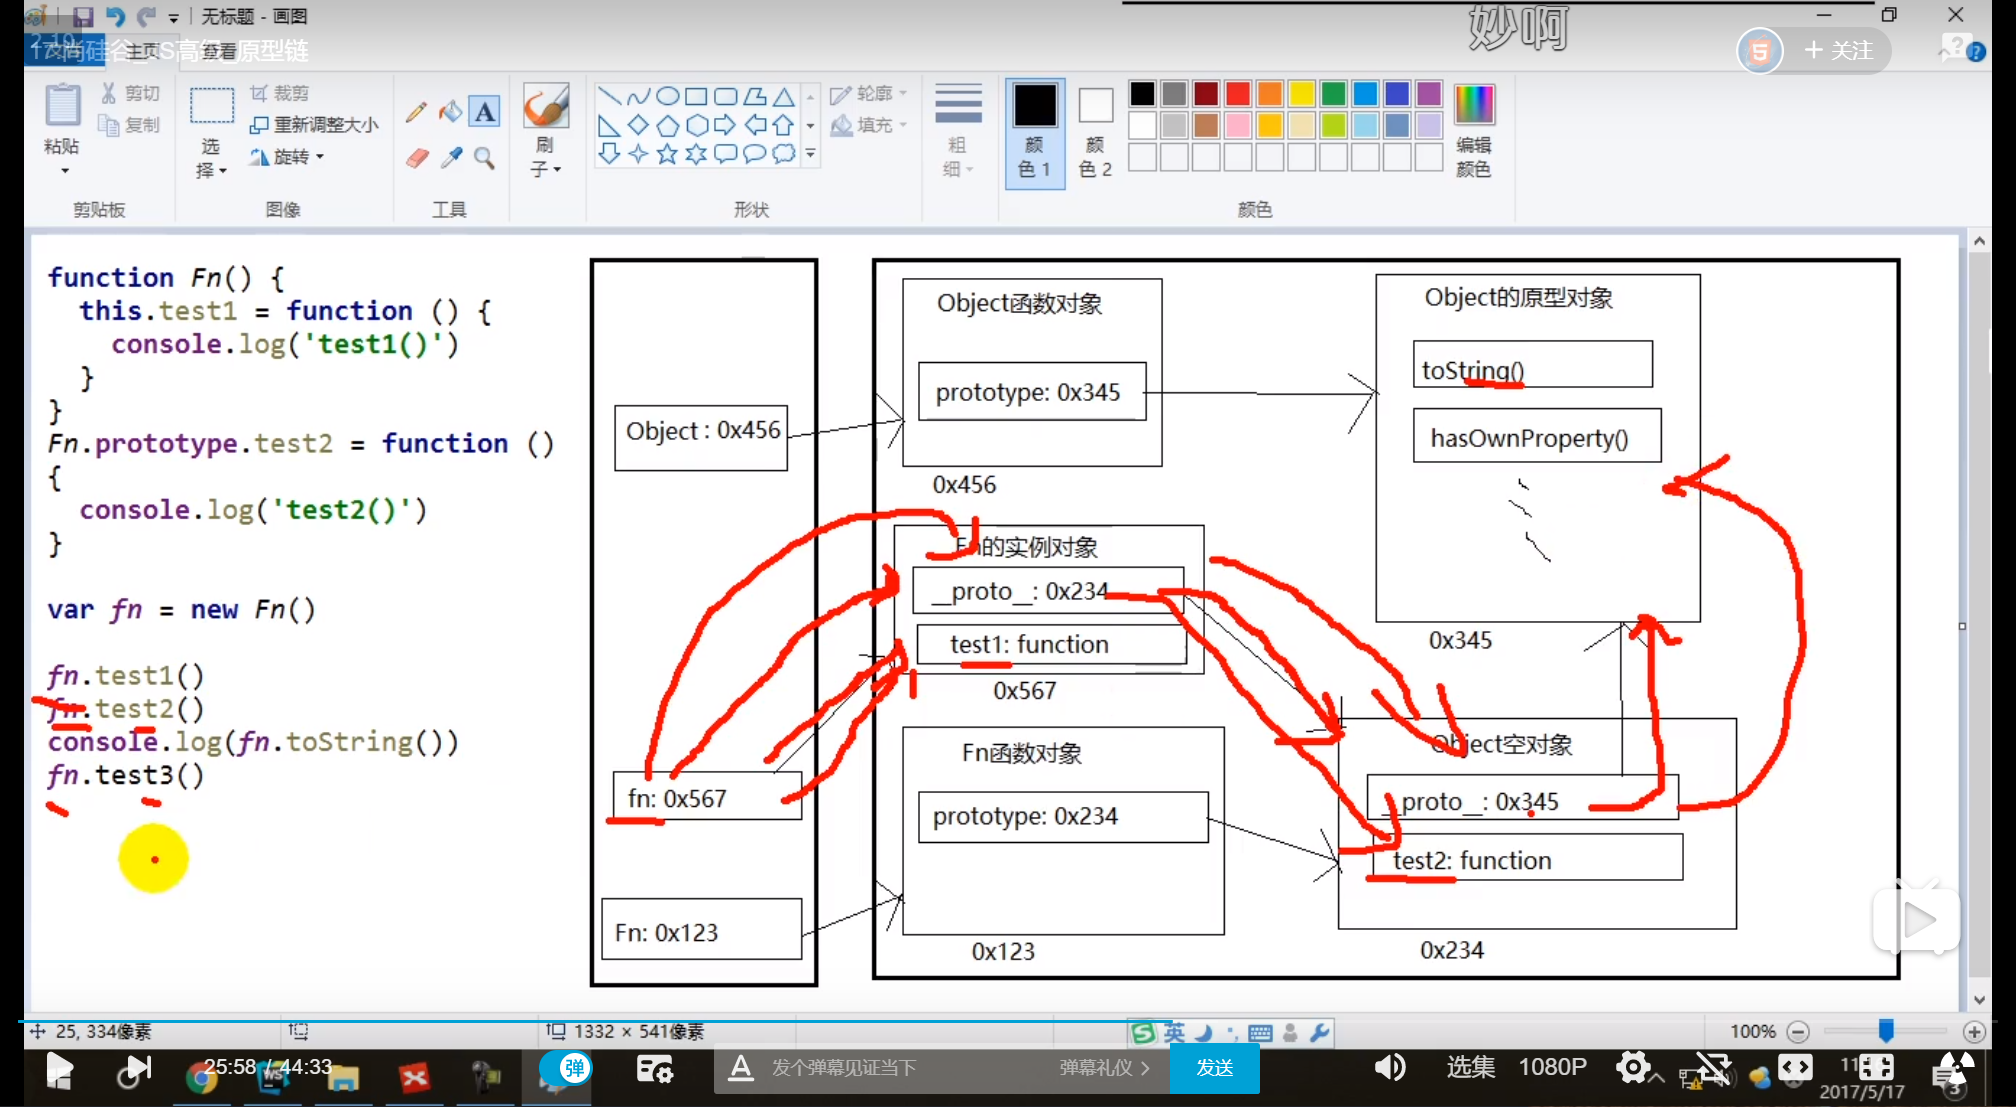 无标题 - 画图
妙啊
尚硅谷_JS高级_原型链
主页
查看
+ 关注
粘贴
剪切
复制
剪贴板
选择
裁剪
重新调整大小
旋转
图像
A
工具
刷子
轮廓
填充
形状
粗细
颜色 1
颜色 2
编辑颜色
颜色
function Fn() {
this.test1 = function () {
console.log('test1()')
}
}
Fn.prototype.test2 = function ()
{
console.log('test2()')
}
var fn = new Fn()
fn.test1()
fn.test2()
console.log(fn.toString())
fn.test3()
Object : 0x456
fn: 0x567
Fn: 0x123
Object函数对象
prototype: 0x345
0x456
Fn的实例对象
__proto__: 0x234
test1: function
0x567
Fn函数对象
prototype: 0x234
0x123
Object的原型对象
toString()
hasOwnProperty()
0x345
Object空对象
__proto__: 0x345
test2: function
0x234
25, 334像素
1332 × 541像素
英
100%
25:58 / 44:33
弹
发个弹幕见证当下
弹幕礼仪 >
发送
选集
1080P
2017/5/17